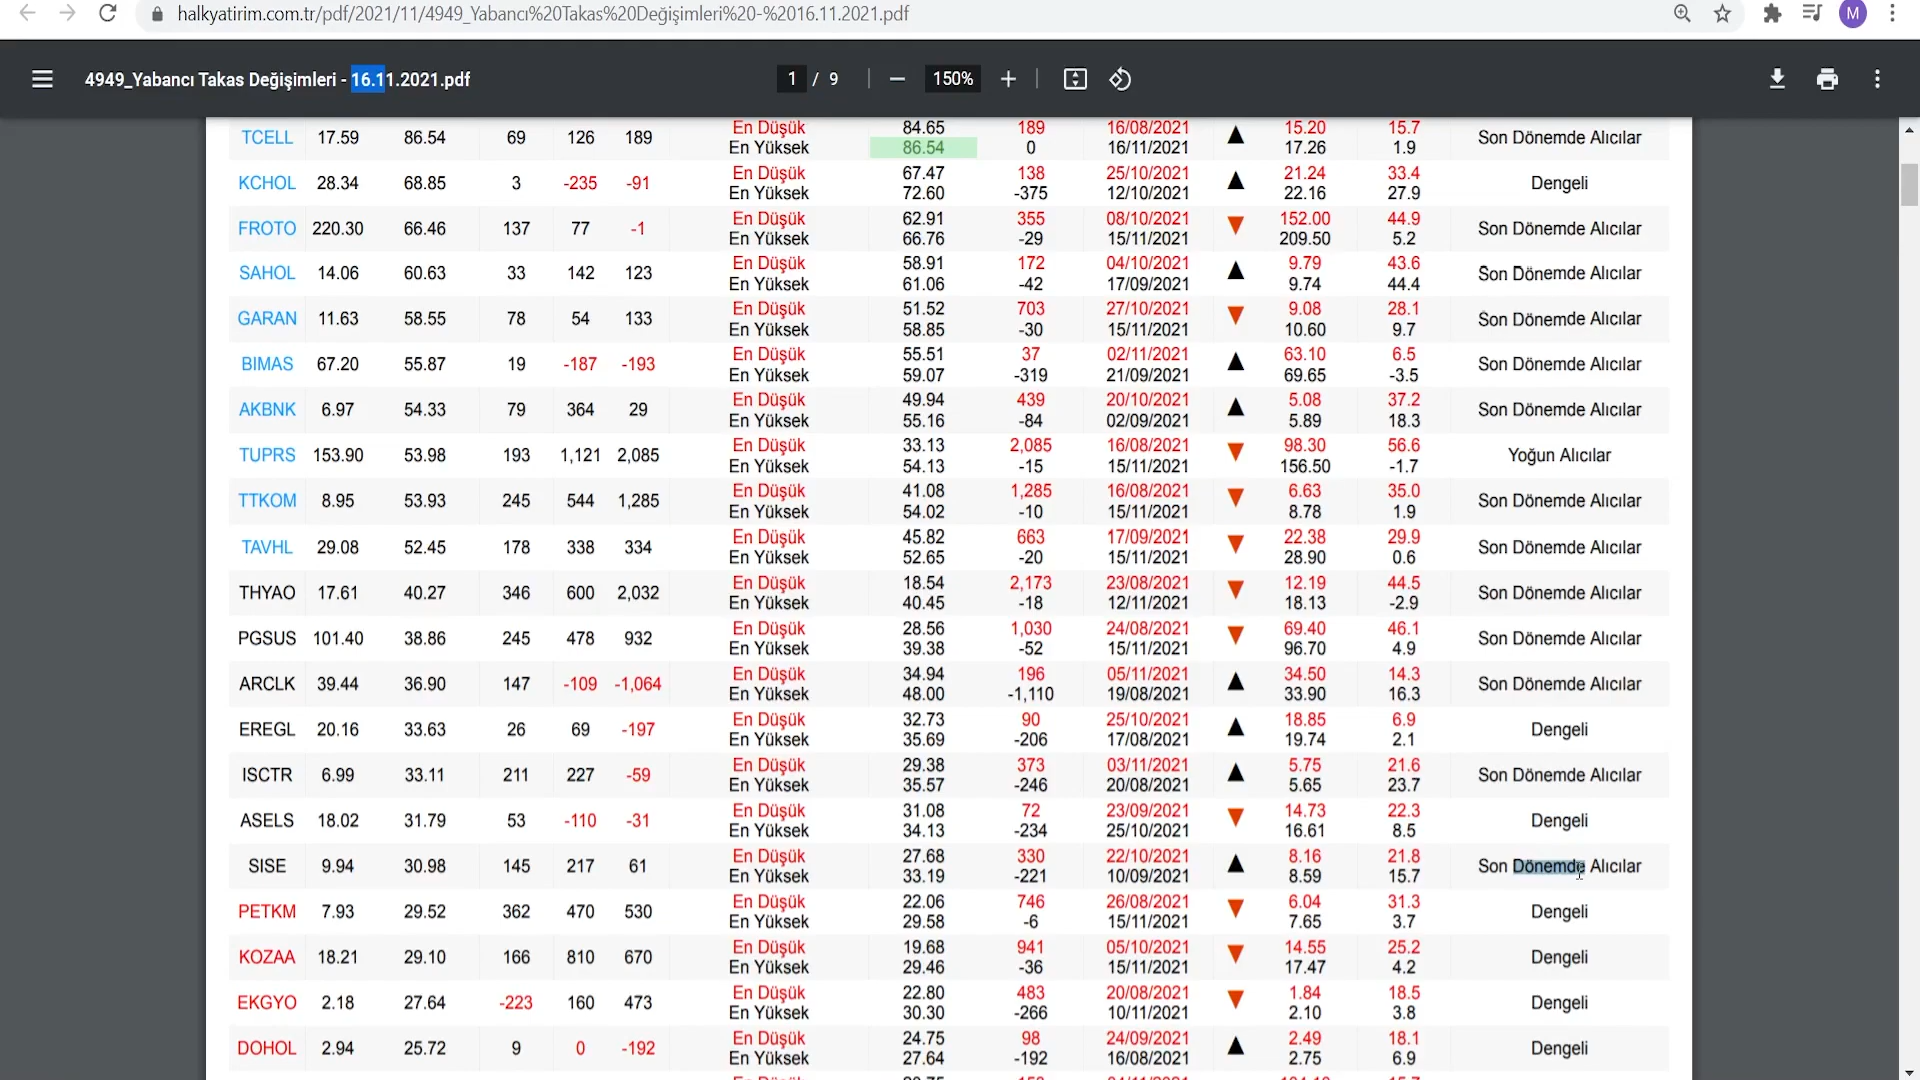 halkyatirim.com.tr/pdf/2021/11/4949_Yabancı%20Takas%20Değişimleri%20-%2016.11.2021.pdf
M
4949_Yabancı Takas Değişimleri - 16.11.2021.pdf 1 / 9 — 150% +
TCELL 17.59 86.54 69 126 189 En Düşük 84.65 189 16/08/2021 ▲ 15.20 15.7 Son Dönemde Alıcılar
En Yüksek 86.54 0 16/11/2021 17.26 1.9
KCHOL 28.34 68.85 3 -235 -91 En Düşük 67.47 138 25/10/2021 ▲ 21.24 33.4 Dengeli
En Yüksek 72.60 -375 12/10/2021 22.16 27.9
FROTO 220.30 66.46 137 77 -1 En Düşük 62.91 355 08/10/2021 ▼ 152.00 44.9 Son Dönemde Alıcılar
En Yüksek 66.76 -29 15/11/2021 209.50 5.2
SAHOL 14.06 60.63 33 142 123 En Düşük 58.91 172 04/10/2021 ▲ 9.79 43.6 Son Dönemde Alıcılar
En Yüksek 61.06 -42 17/09/2021 9.74 44.4
GARAN 11.63 58.55 78 54 133 En Düşük 51.52 703 27/10/2021 ▼ 9.08 28.1 Son Dönemde Alıcılar
En Yüksek 58.85 -30 15/11/2021 10.60 9.7
BIMAS 67.20 55.87 19 -187 -193 En Düşük 55.51 37 02/11/2021 ▲ 63.10 6.5 Son Dönemde Alıcılar
En Yüksek 59.07 -319 21/09/2021 69.65 -3.5
AKBNK 6.97 54.33 79 364 29 En Düşük 49.94 439 20/10/2021 ▲ 5.08 37.2 Son Dönemde Alıcılar
En Yüksek 55.16 -84 02/09/2021 5.89 18.3
TUPRS 153.90 53.98 193 1,121 2,085 En Düşük 33.13 2,085 16/08/2021 ▼ 98.30 56.6 Yoğun Alıcılar
En Yüksek 54.13 -15 15/11/2021 156.50 -1.7
TTKOM 8.95 53.93 245 544 1,285 En Düşük 41.08 1,285 16/08/2021 ▼ 6.63 35.0 Son Dönemde Alıcılar
En Yüksek 54.02 -10 15/11/2021 8.78 1.9
TAVHL 29.08 52.45 178 338 334 En Düşük 45.82 663 17/09/2021 ▼ 22.38 29.9 Son Dönemde Alıcılar
En Yüksek 52.65 -20 15/11/2021 28.90 0.6
THYAO 17.61 40.27 346 600 2,032 En Düşük 18.54 2,173 23/08/2021 ▼ 12.19 44.5 Son Dönemde Alıcılar
En Yüksek 40.45 -18 12/11/2021 18.13 -2.9
PGSUS 101.40 38.86 245 478 932 En Düşük 28.56 1,030 24/08/2021 ▼ 69.40 46.1 Son Dönemde Alıcılar
En Yüksek 39.38 -52 15/11/2021 96.70 4.9
ARCLK 39.44 36.90 147 -109 -1,064 En Düşük 34.94 196 05/11/2021 ▲ 34.50 14.3 Son Dönemde Alıcılar
En Yüksek 48.00 -1,110 19/08/2021 33.90 16.3
EREGL 20.16 33.63 26 69 -197 En Düşük 32.73 90 25/10/2021 ▲ 18.85 6.9 Dengeli
En Yüksek 35.69 -206 17/08/2021 19.74 2.1
ISCTR 6.99 33.11 211 227 -59 En Düşük 29.38 373 03/11/2021 ▲ 5.75 21.6 Son Dönemde Alıcılar
En Yüksek 35.57 -246 20/08/2021 5.65 23.7
ASELS 18.02 31.79 53 -110 -31 En Düşük 31.08 72 23/09/2021 ▼ 14.73 22.3 Dengeli
En Yüksek 34.13 -234 25/10/2021 16.61 8.5
SISE 9.94 30.98 145 217 61 En Düşük 27.68 330 22/10/2021 ▲ 8.16 21.8 Son Dönemde Alıcılar
En Yüksek 33.19 -221 10/09/2021 8.59 15.7
PETKM 7.93 29.52 362 470 530 En Düşük 22.06 746 26/08/2021 ▼ 6.04 31.3 Dengeli
En Yüksek 29.58 -6 15/11/2021 7.65 3.7
KOZAA 18.21 29.10 166 810 670 En Düşük 19.68 941 05/10/2021 ▼ 14.55 25.2 Dengeli
En Yüksek 29.46 -36 15/11/2021 17.47 4.2
EKGYO 2.18 27.64 -223 160 473 En Düşük 22.80 483 20/08/2021 ▼ 1.84 18.5 Dengeli
En Yüksek 30.30 -266 10/11/2021 2.10 3.8
DOHOL 2.94 25.72 9 0 -192 En Düşük 24.75 98 24/09/2021 ▲ 2.49 18.1 Dengeli
En Yüksek 27.64 -192 16/08/2021 2.75 6.9